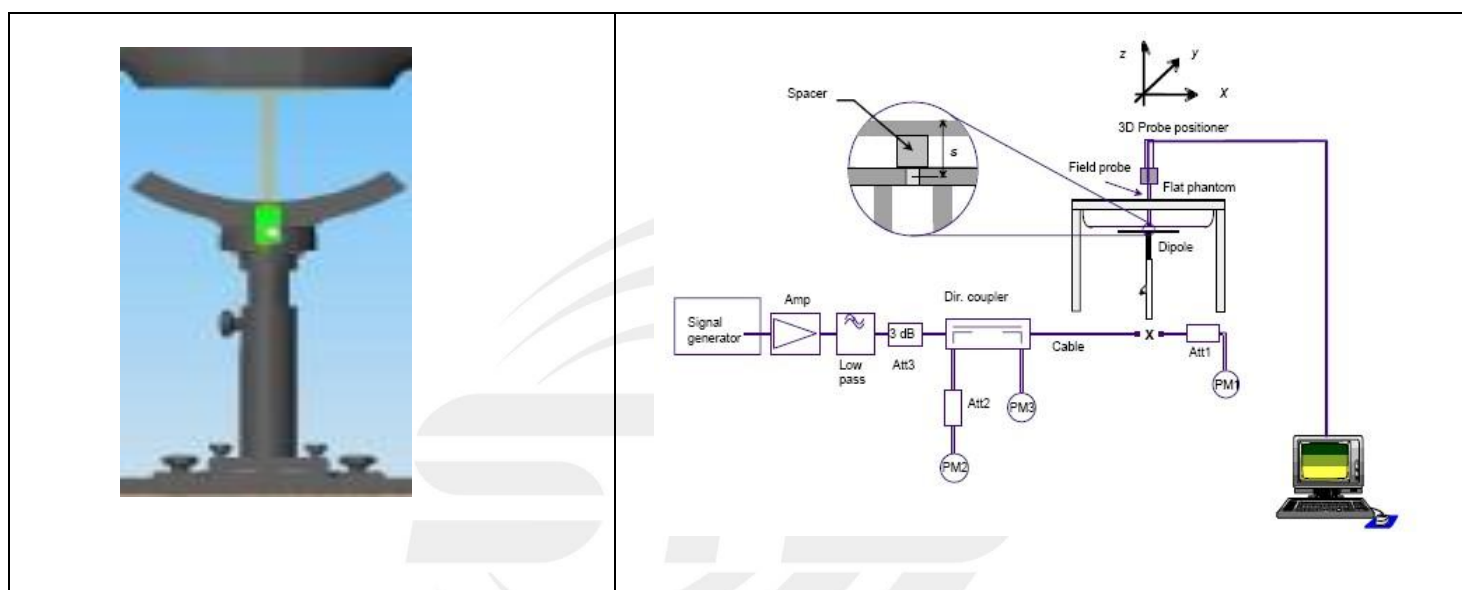 z
y
X
Spacer
s
3D Probe positioner
Field probe
Flat phantom
Dipole
Signal
generator
Amp
Low
pass
3 dB
Att3
Dir. coupler
Cable
X
Att1
PM1
Att2
PM3
PM2